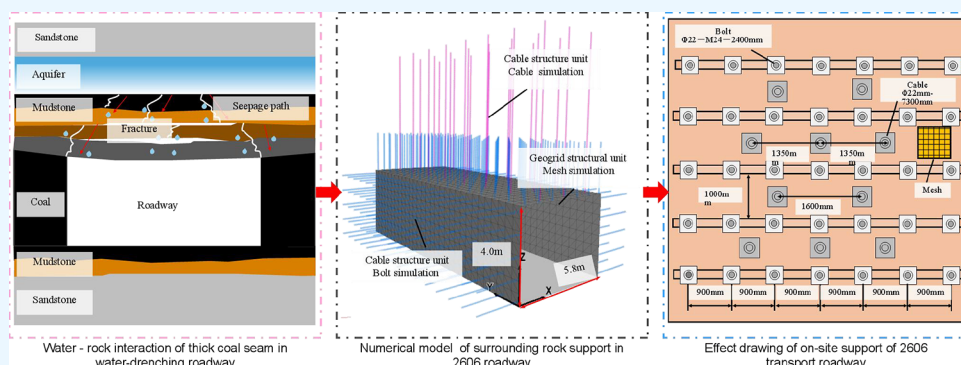 Sandstone
Aquifer
Mudstone
Seepage path
Fracture
Coal
Roadway
Mudstone
Sandstone
Water - rock interaction of thick coal seam in
water-drenching roadway
Cable structure unit
Cable simulation
Geogrid structural unit
Mesh simulation
Cable structure unit
Bolt simulation
4.0m
5.8m
Z
Y
X
Numerical model of surrounding rock support in
2606 roadway
Bolt
Φ22—M24—2400mm
Cable
Φ22mm-
7300mm
1350m
m
1350m
m
Mesh
1000m
m
1600mm
900mm
900mm
900mm
900mm
900mm
900mm
Effect drawing of on-site support of 2606
transport roadway